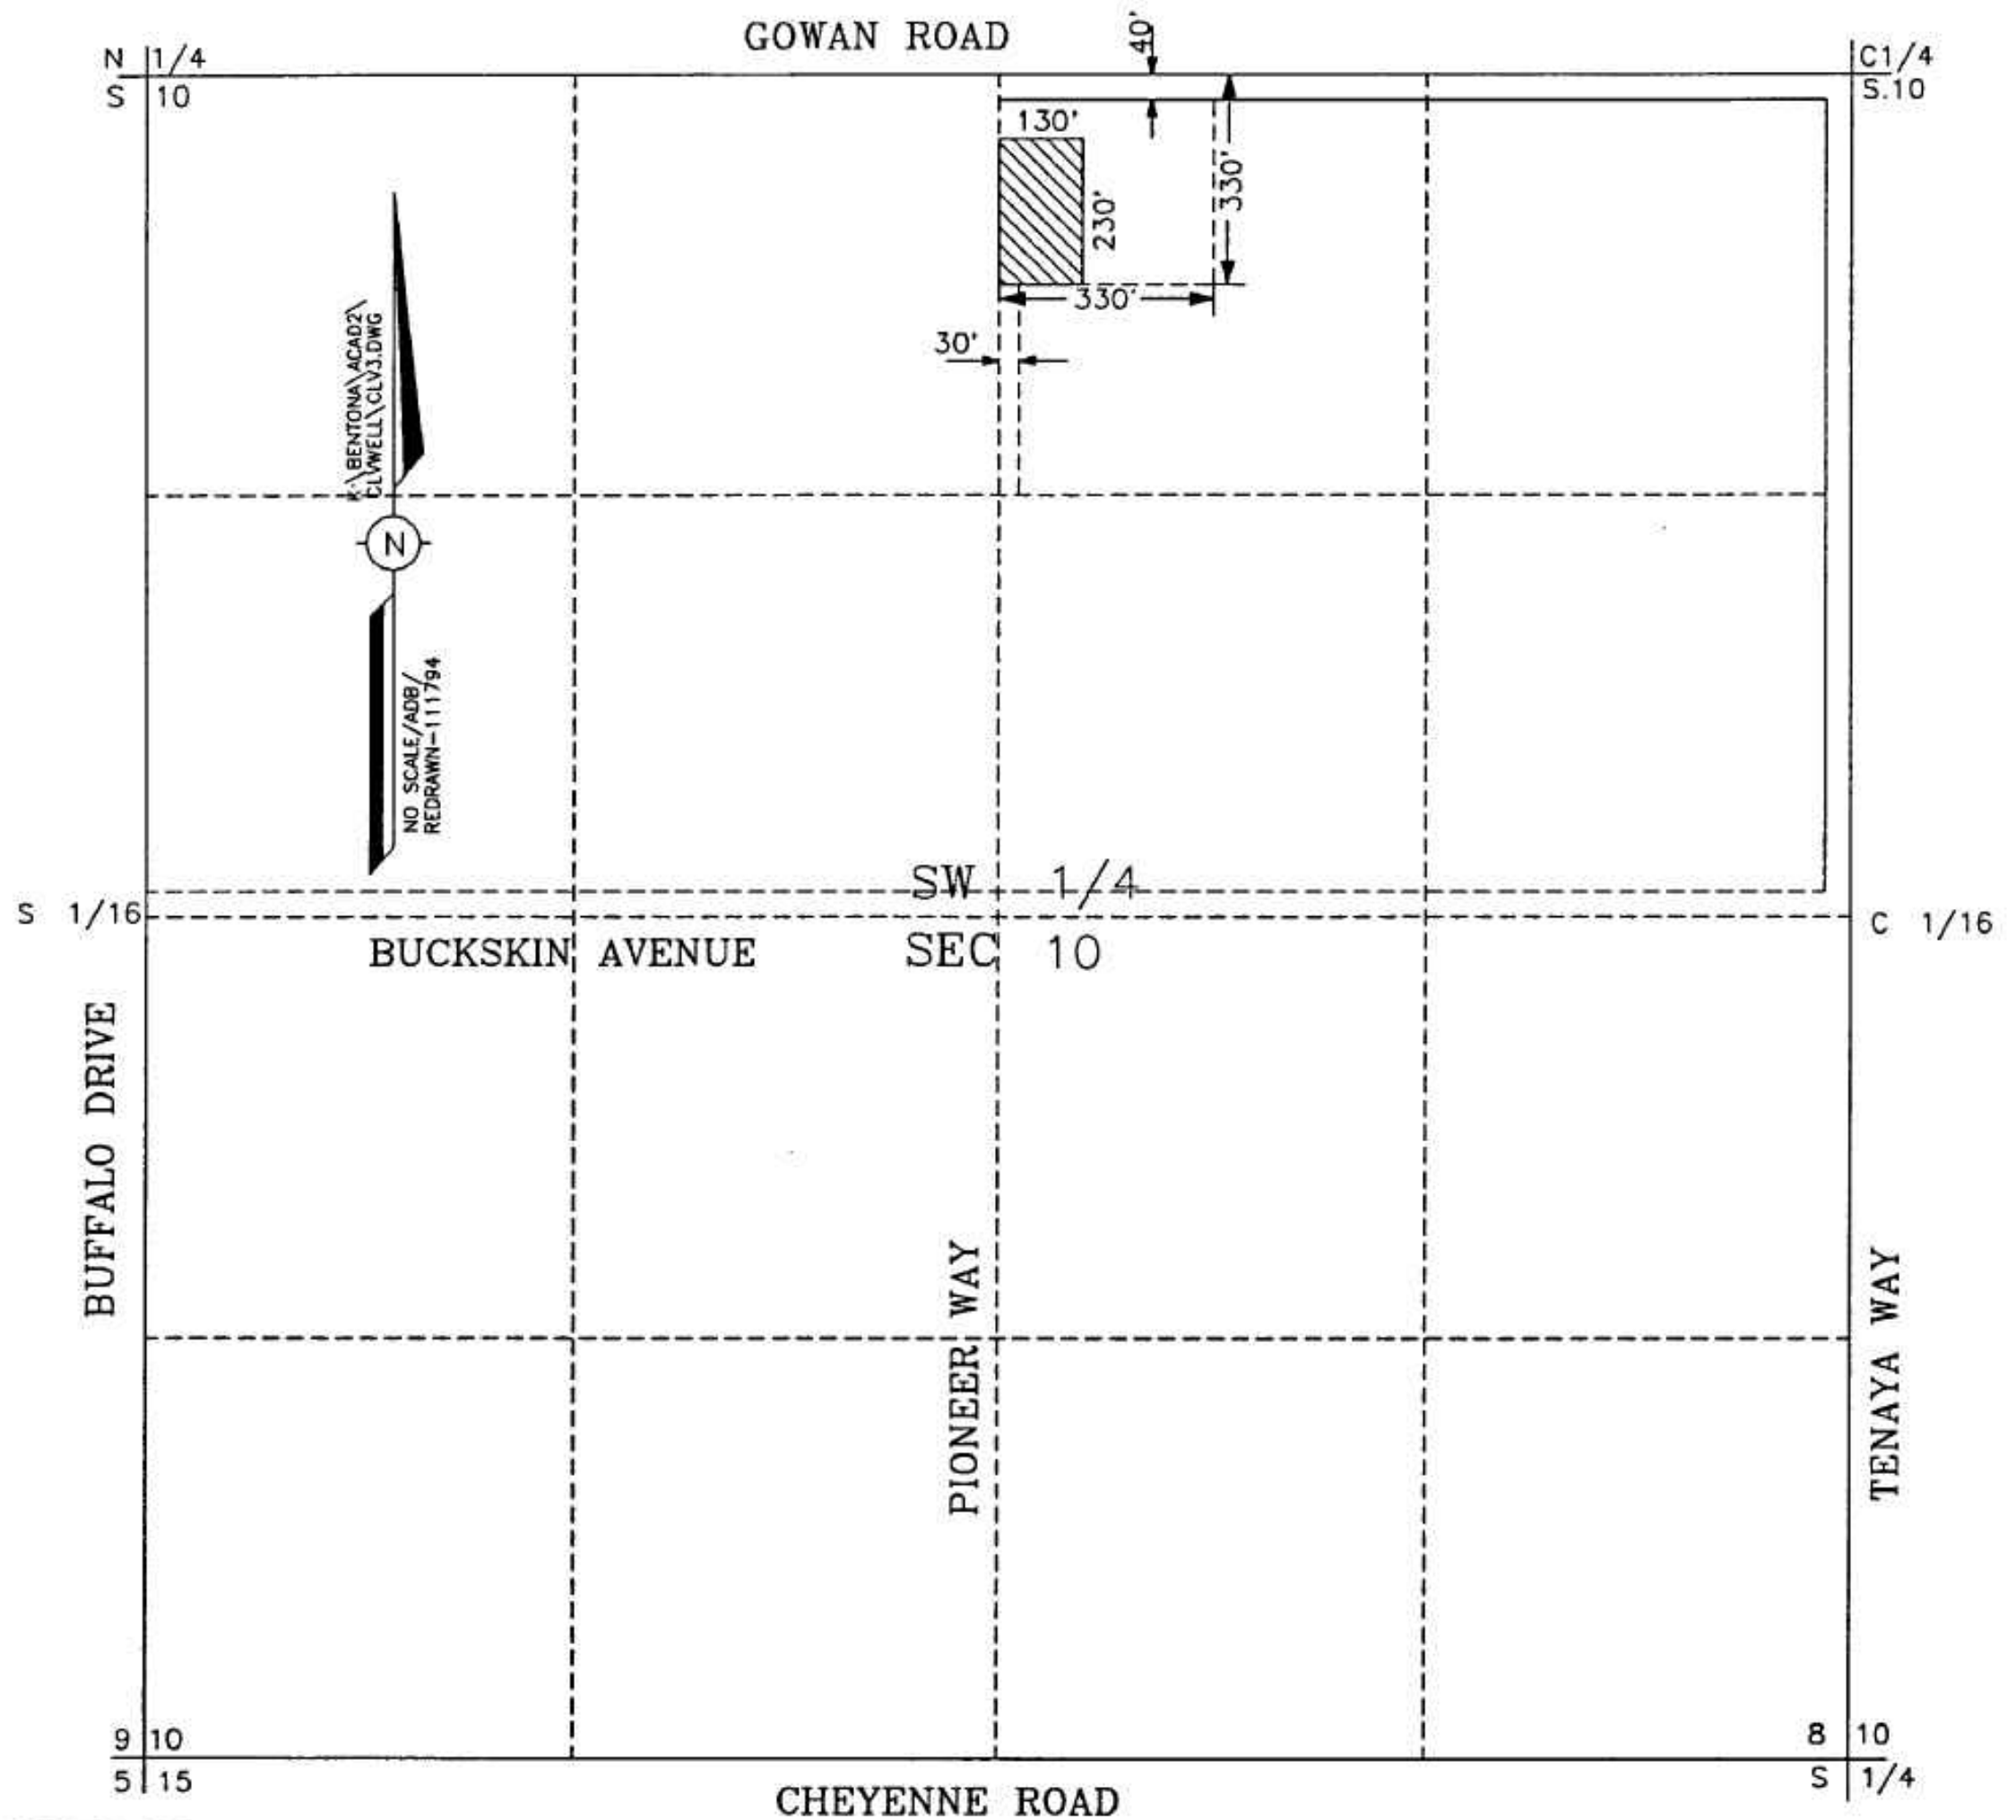 GOWAN ROAD
40'
N 1/4
S 10
C1/4
S.10
130'
230'
330'
330'
30'
K:\BENTONA\ACAD2\
CLVWELL\CLV3.DWG
N
NO SCALE/ADB/
REDRAWN-111794
SW 1/4
S 1/16
C 1/16
BUCKSKIN AVENUE
SEC 10
BUFFALO DRIVE
PIONEER WAY
TENAYA WAY
9 10
5 15
8 10
S 1/4
CHEYENNE ROAD